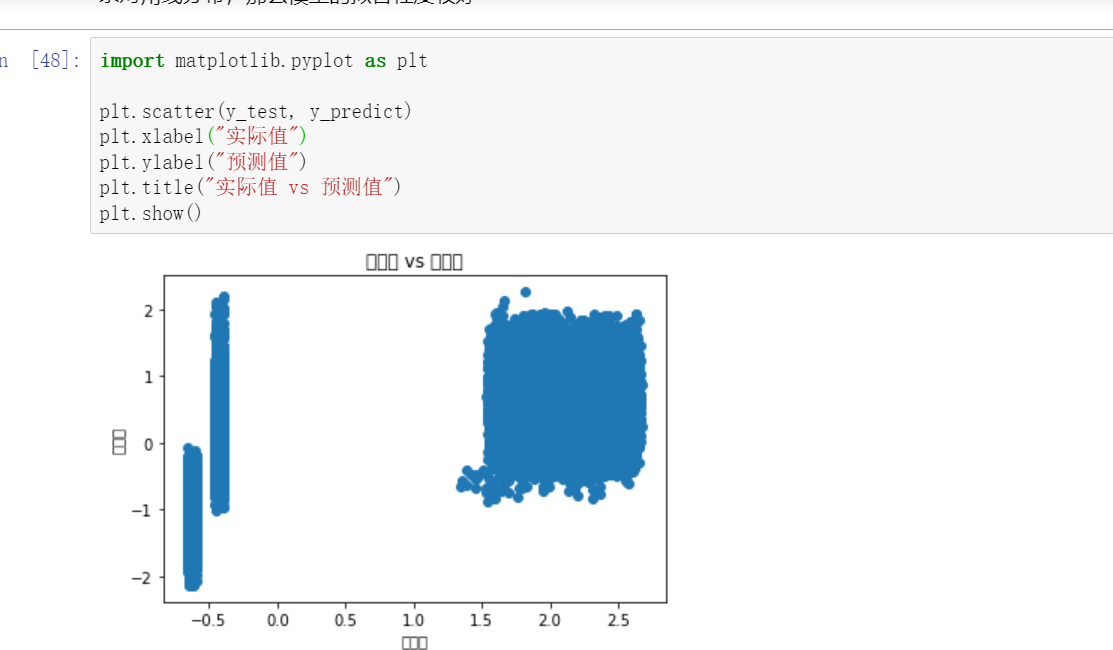 n [48]:
import matplotlib.pyplot as plt
plt.scatter(y_test, y_predict)
plt.xlabel("实际值")
plt.ylabel("预测值")
plt.title("实际值 vs 预测值")
plt.show()
□□□ vs □□□
2
1
0
−1
−2
□□□
−0.5 0.0 0.5 1.0 1.5 2.0 2.5
□□□